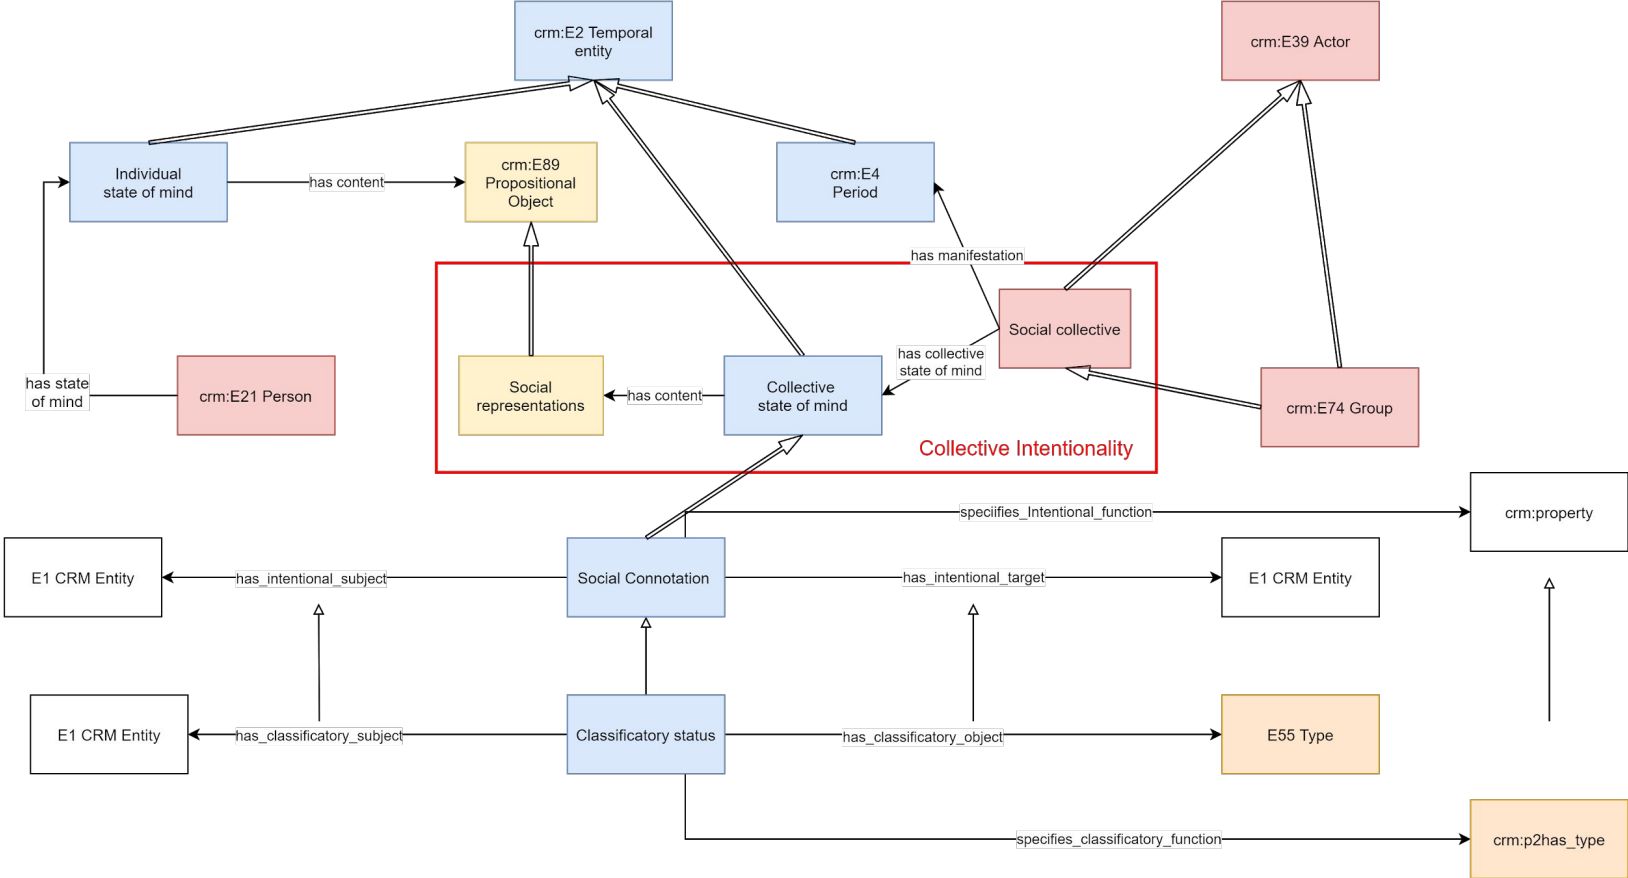 crm:E2 Temporal
entity
crm:E39 Actor
Individual
state of mind
has content
crm:E89
Propositional
Object
crm:E4
Period
has manifestation
Social collective
has state
of mind
crm:E21 Person
Social
representations
has content
Collective
state of mind
has collective
state of mind
crm:E74 Group
Collective Intentionality
speciifies_Intentional_function
crm:property
E1 CRM Entity
has_intentional_subject
Social Connotation
has_intentional_target
E1 CRM Entity
E1 CRM Entity
has_classificatory_subject
Classificatory status
has_classificatory_object
E55 Type
specifies_classificatory_function
crm:p2has_type